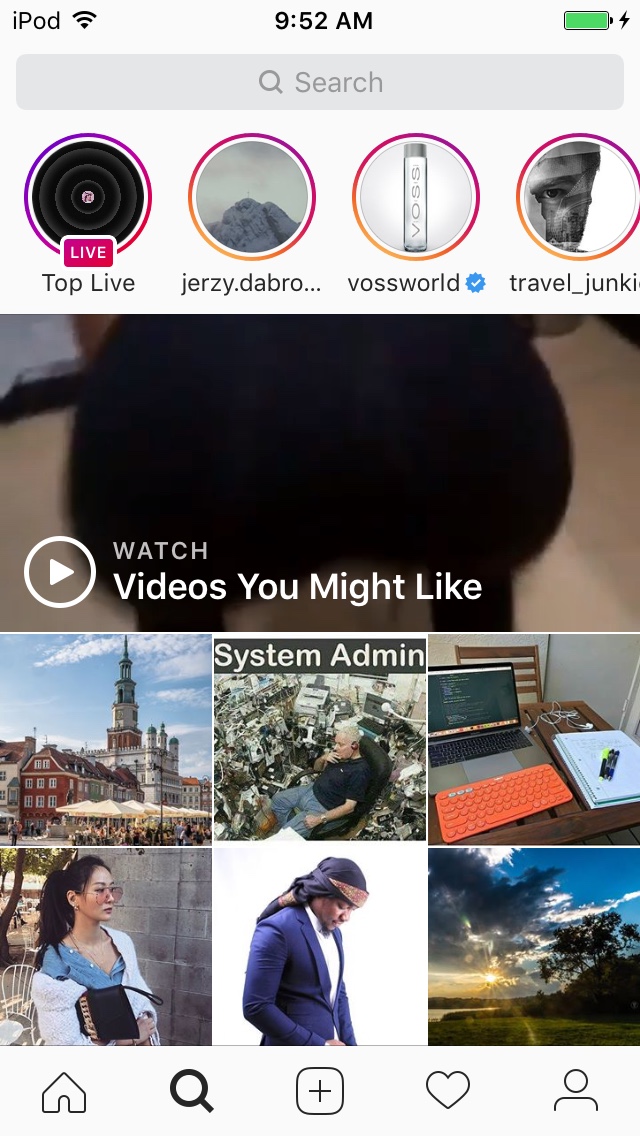 iPod 9:52 AM
Search
LIVE
Top Live jerzy.dabro... vossworld travel_junki
VOSS
WATCH
Videos You Might Like
System Admin